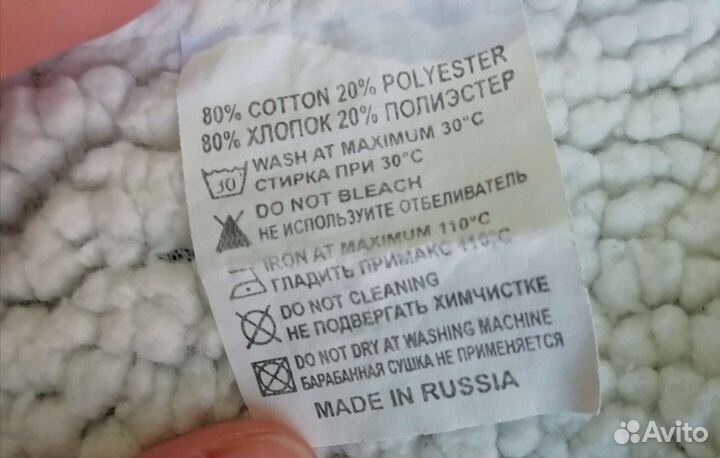 80% COTTON 20% POLYESTER
80% ХЛОПОК 20% ПОЛИЭСТЕР
30
WASH AT MAXIMUM 30°C
СТИРКА ПРИ 30°C
DO NOT BLEACH
НЕ ИСПОЛЬЗУИТЕ ОТБЕЛИВАТЕЛЬ
IRON AT MAXIMUM 110°C
ГЛАДИТЬ ПРИМАКС 110°C
DO NOT CLEANING
НЕ ПОДВЕРГАТЬ ХИМЧИСТКЕ
DO NOT DRY AT WASHING MACHINE
БАРАБАННАЯ СУШКА НЕ ПРИМЕНЯЕТСЯ
MADE IN RUSSIA
Avito